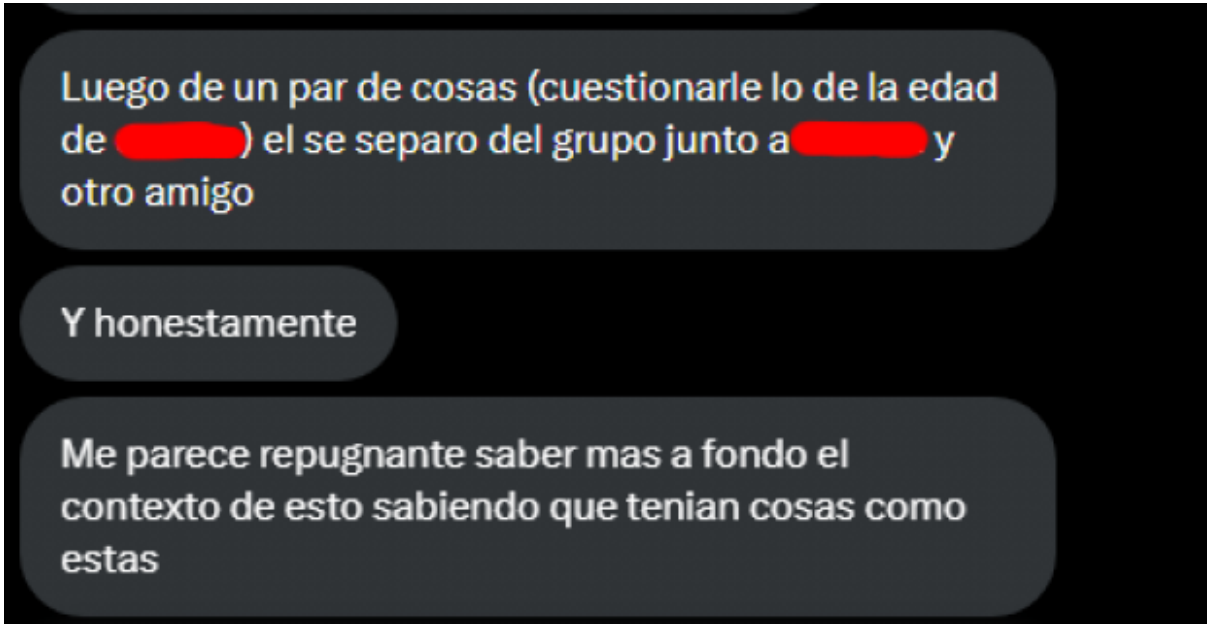 Luego de un par de cosas (cuestionarle lo de la edad
de ) el se separo del grupo junto a y
otro amigo
Y honestamente
Me parece repugnante saber mas a fondo el
contexto de esto sabiendo que tenian cosas como
estas